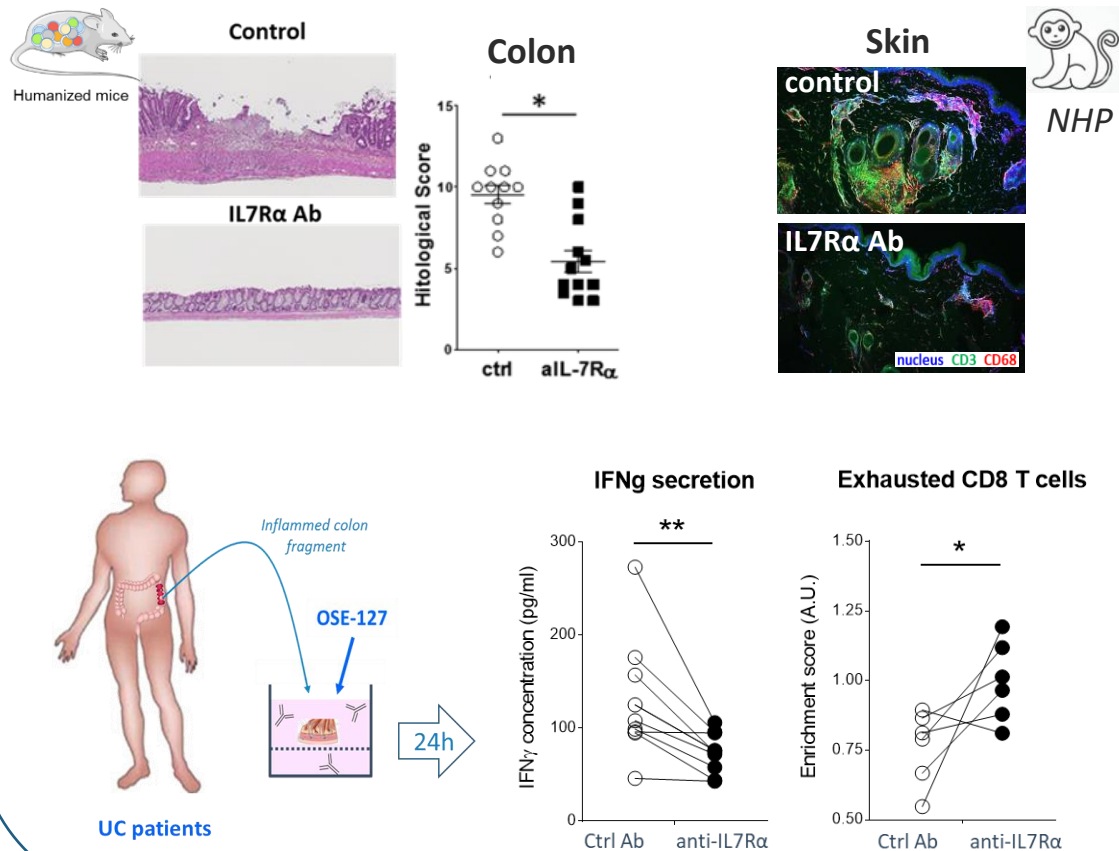 Humanized mice
Control
IL7Rα Ab
Colon
Hitological Score
15
10
5
0
*
ctrl
aIL-7Rα
Skin
control
IL7Rα Ab
nucleus CD3 CD68
NHP
Inflammed colon
fragment
OSE-127
24h
UC patients
IFNg secretion
**
IFNγ concentration (pg/ml)
300
200
100
0
Ctrl Ab
anti-IL7Rα
Exhausted CD8 T cells
*
Enrichment score (A.U.)
1.50
1.25
1.00
0.75
0.50
Ctrl Ab
anti-IL7Rα